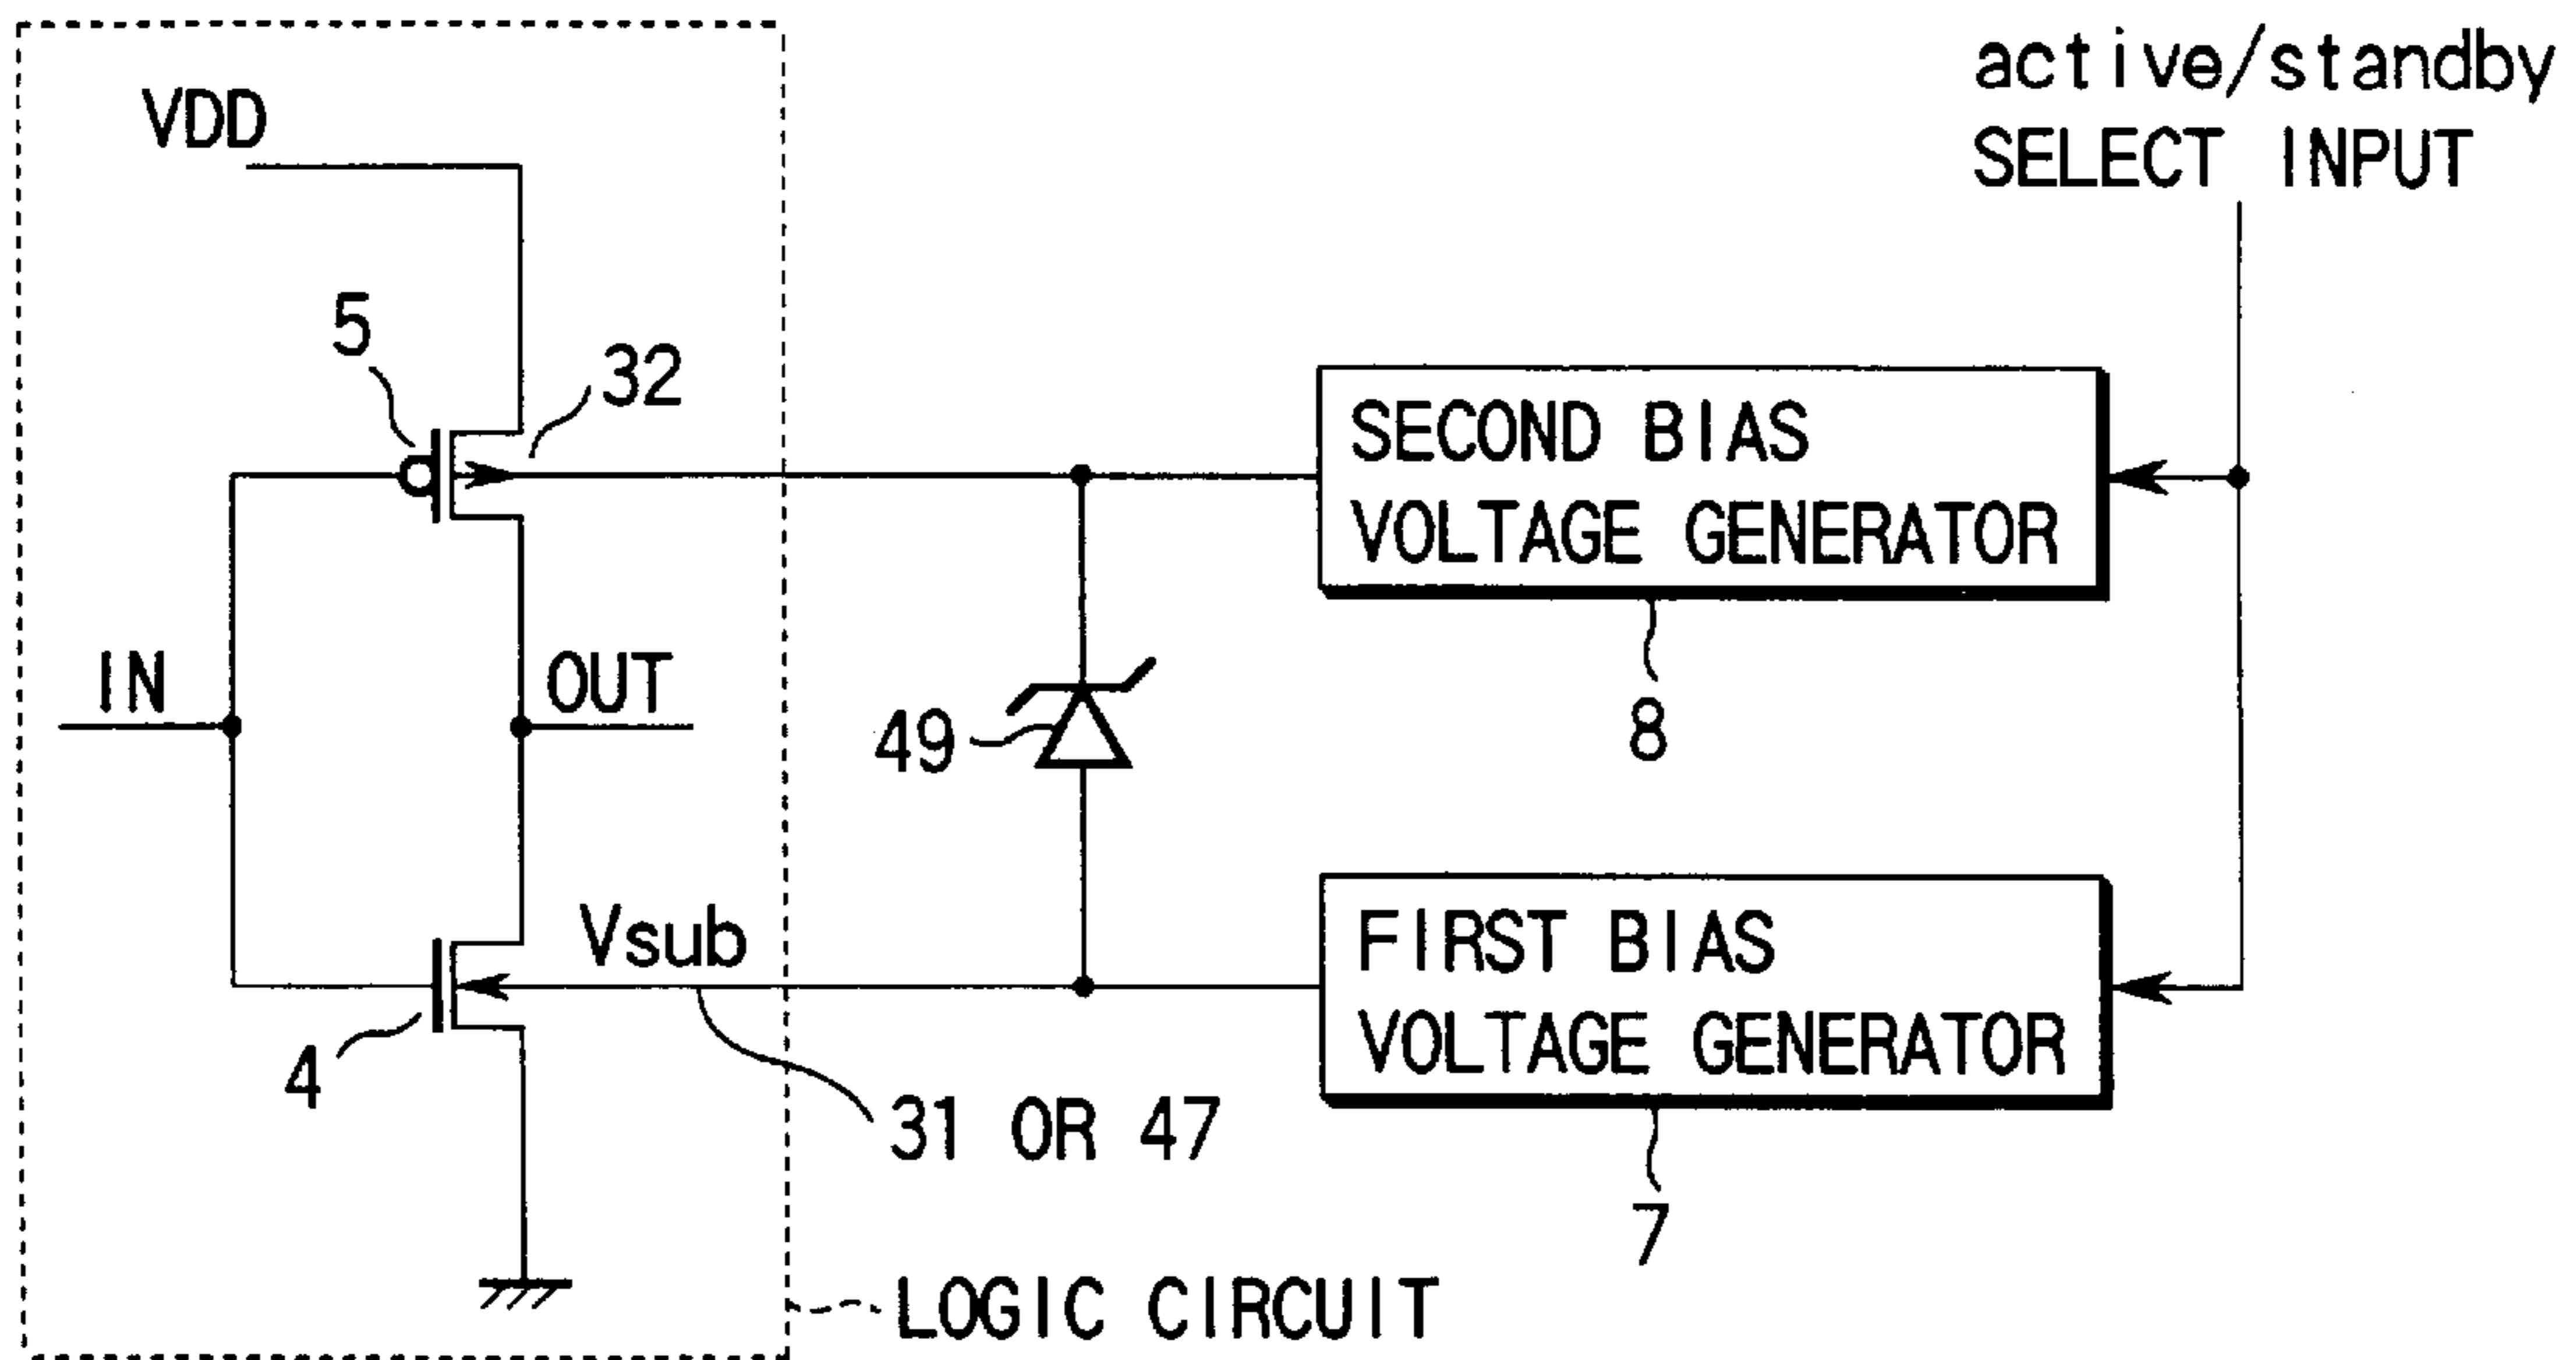 active/standby
SELECT INPUT
VDD
5
32
SECOND BIAS
VOLTAGE GENERATOR
8
IN
OUT
49
Vsub
FIRST BIAS
VOLTAGE GENERATOR
4
31 OR 47
7
LOGIC CIRCUIT